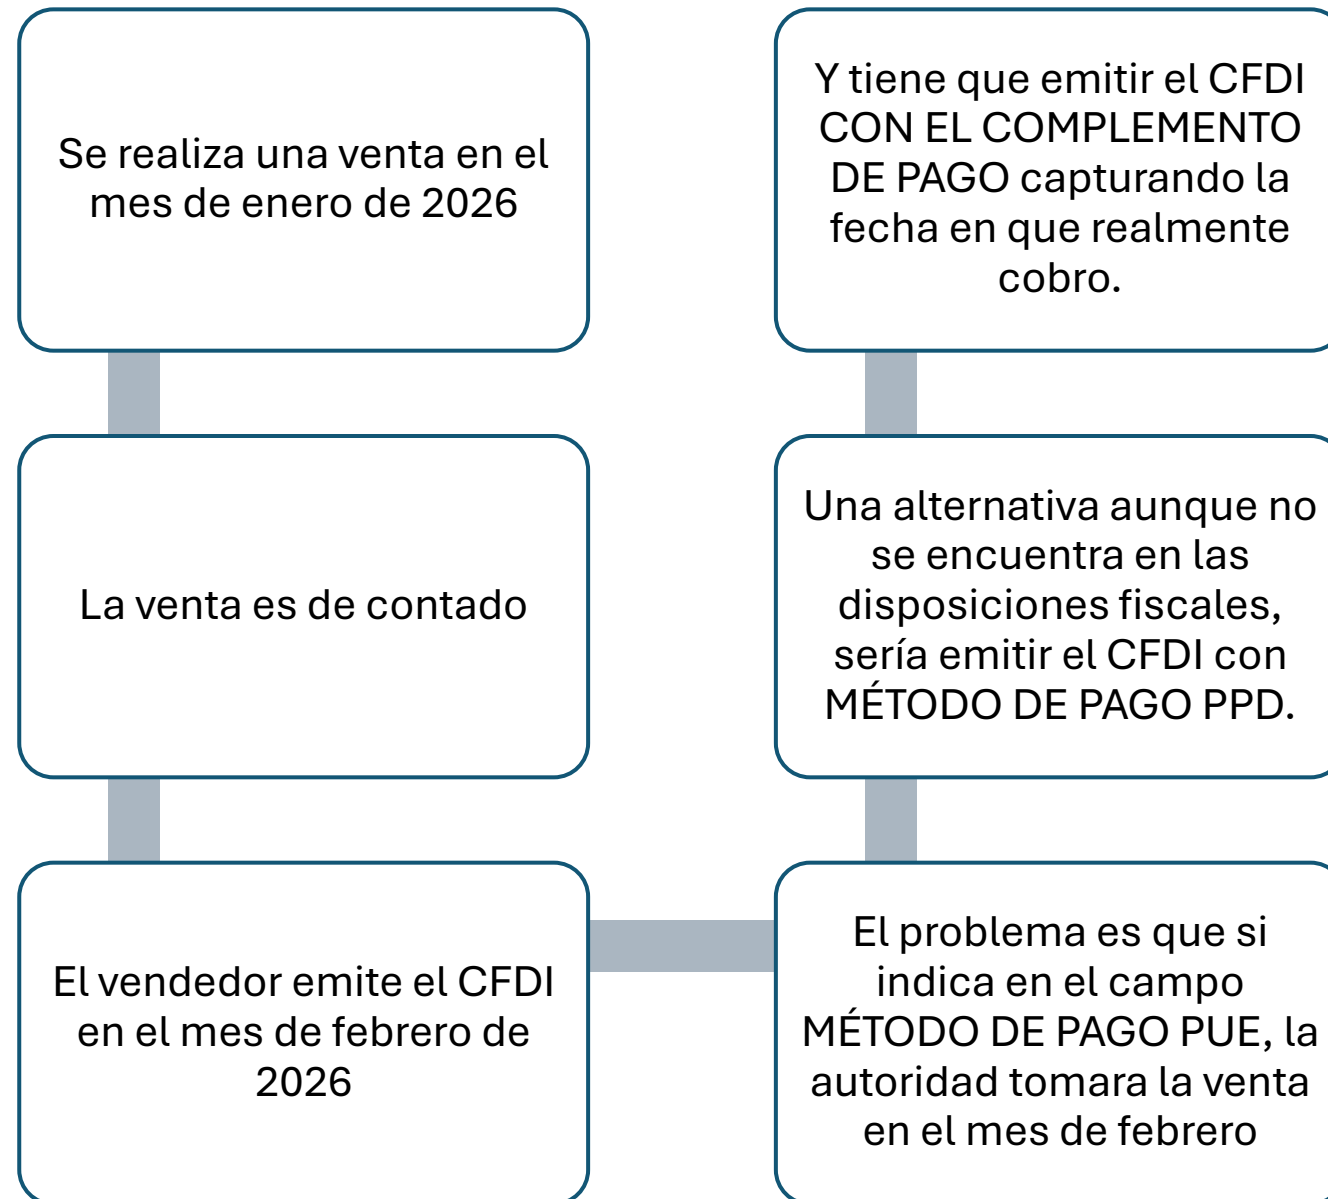 Se realiza una venta en el
mes de enero de 2026
La venta es de contado
El vendedor emite el CFDI
en el mes de febrero de
2026
El problema es que si
indica en el campo
MÉTODO DE PAGO PUE, la
autoridad tomara la venta
en el mes de febrero
Una alternativa aunque no
se encuentra en las
disposiciones fiscales,
sería emitir el CFDI con
MÉTODO DE PAGO PPD.
Y tiene que emitir el CFDI
CON EL COMPLEMENTO
DE PAGO capturando la
fecha en que realmente
cobro.